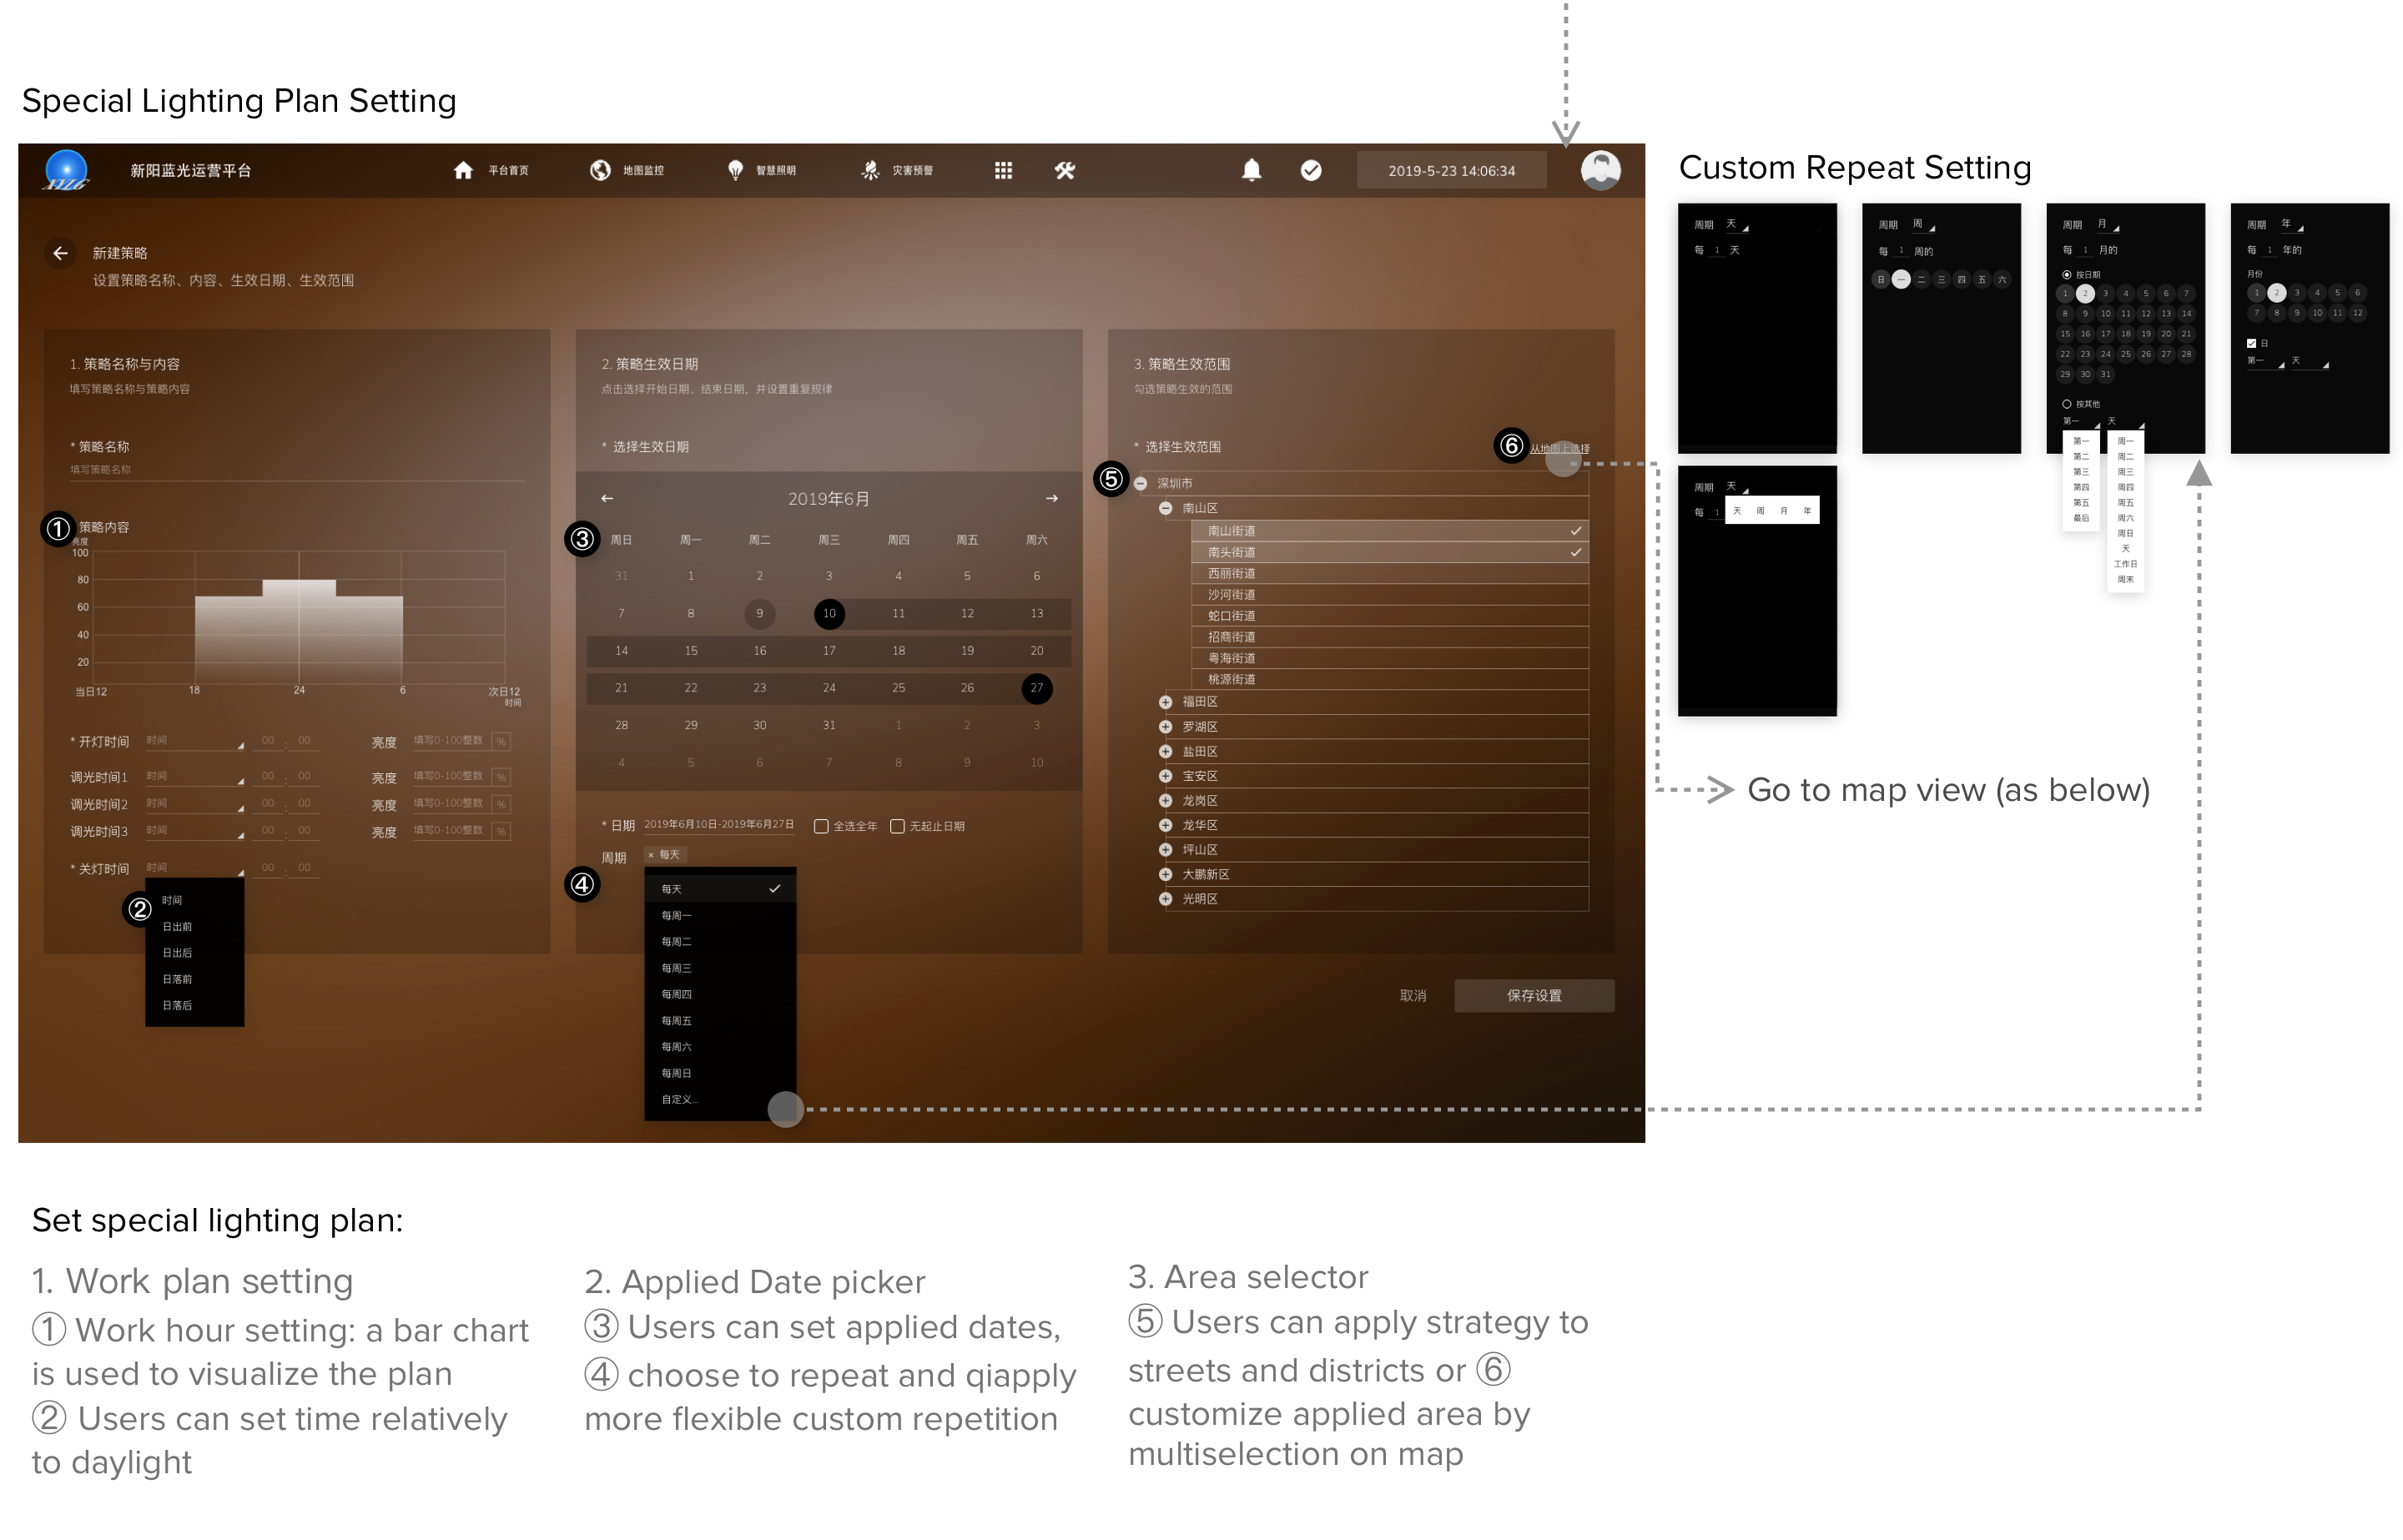 Special Lighting Plan Setting
新阳蓝光运营平台
平台首页
地图监控
智慧照明
灾害预警
2019-5-23 14:06:34
新建策略
设置策略名称、内容、生效日期、生效范围
1. 策略名称与内容
填写策略名称与策略内容
* 策略名称
填写策略名称
①
策略内容
亮度
100
80
60
40
20
当日12 18 24 6 次日12
时间
* 开灯时间 时间 00 : 00 亮度 填写0-100整数 %
调光时间1 时间 00 : 00 亮度 填写0-100整数 %
调光时间2 时间 00 : 00 亮度 填写0-100整数 %
调光时间3 时间 00 : 00 亮度 填写0-100整数 %
* 关灯时间 时间 00 : 00
②
时间
日出前
日出后
日落前
日落后
2. 策略生效日期
点击选择开始日期、结束日期，并设置重复规律
* 选择生效日期
2019年6月
③
周日 周一 周二 周三 周四 周五 周六
31 1 2 3 4 5 6
7 8 9 10 11 12 13
14 15 16 17 18 19 20
21 22 23 24 25 26 27
28 29 30 31 1 2 3
4 5 6 7 8 9 10
* 日期 2019年6月10日-2019年6月27日 全选全年 无起止日期
周期 × 每天
④
每天
每周一
每周二
每周三
每周四
每周五
每周六
每周日
自定义...
3. 策略生效范围
勾选策略生效的范围
* 选择生效范围
⑥ 从地图上选择
⑤
深圳市
南山区
南山街道
南头街道
西丽街道
沙河街道
蛇口街道
招商街道
粤海街道
桃源街道
福田区
罗湖区
盐田区
宝安区
龙岗区
龙华区
坪山区
大鹏新区
光明区
取消 保存设置
Custom Repeat Setting
周期 天
每 1 天
周期 周
每 1 周的
日 一 二 三 四 五 六
周期 月
每 1 月的
按日期
1 2 3 4 5 6 7
8 9 10 11 12 13 14
15 16 17 18 19 20 21
22 23 24 25 26 27 28
29 30 31
按其他
第一 天
第一
第二
第三
第四
第五
最后
周一
周二
周三
周四
周五
周六
周日
天
工作日
周末
周期 年
每 1 年的
月份
1 2 3 4 5 6
7 8 9 10 11 12
日
第一 天
周期 天
每 1
天 周 月 年
Go to map view (as below)
Set special lighting plan:
1. Work plan setting
① Work hour setting: a bar chart
is used to visualize the plan
② Users can set time relatively
to daylight
2. Applied Date picker
③ Users can set applied dates,
④ choose to repeat and qiapply
more flexible custom repetition
3. Area selector
⑤ Users can apply strategy to
streets and districts or ⑥
customize applied area by
multiselection on map